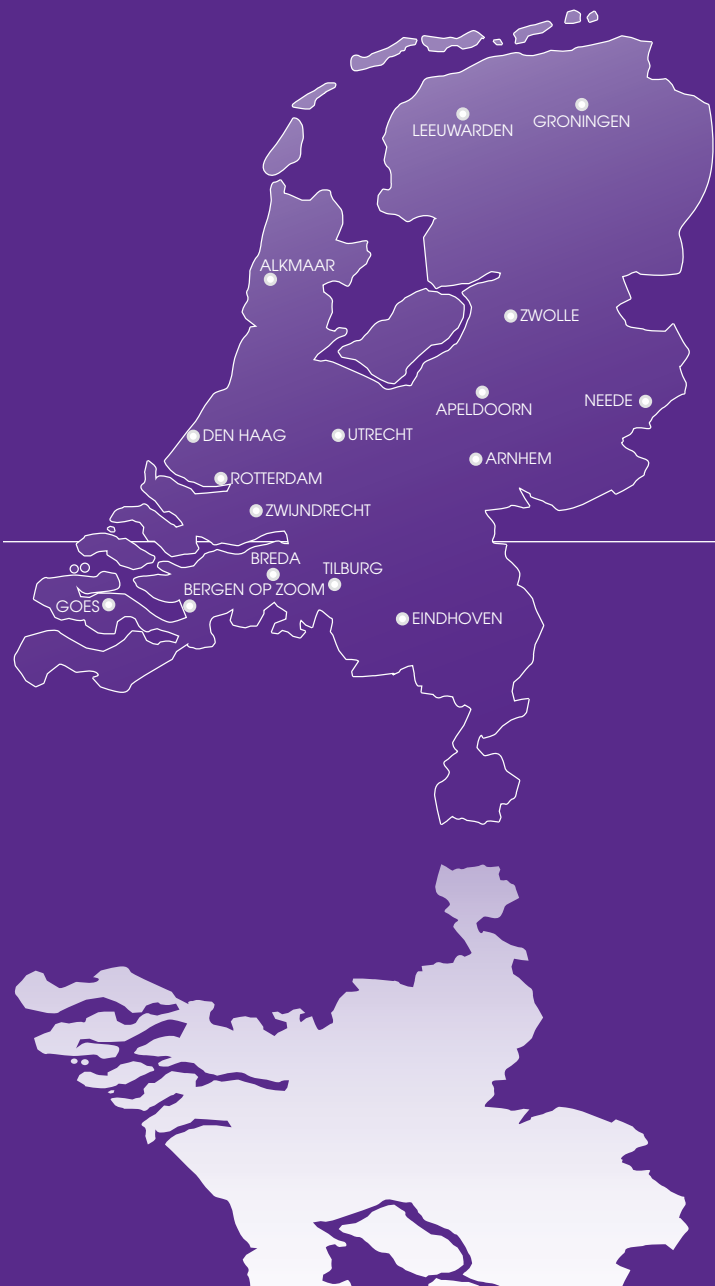 GRONINGEN
LEEUWARDEN
ALKMAAR
ZWOLLE
NEEDE
APELDOORN
DEN HAAG
UTRECHT
ARNHEM
ROTTERDAM
ZWIJNDRECHT
BREDA
TILBURG
BERGEN OP ZOOM
GOES
EINDHOVEN